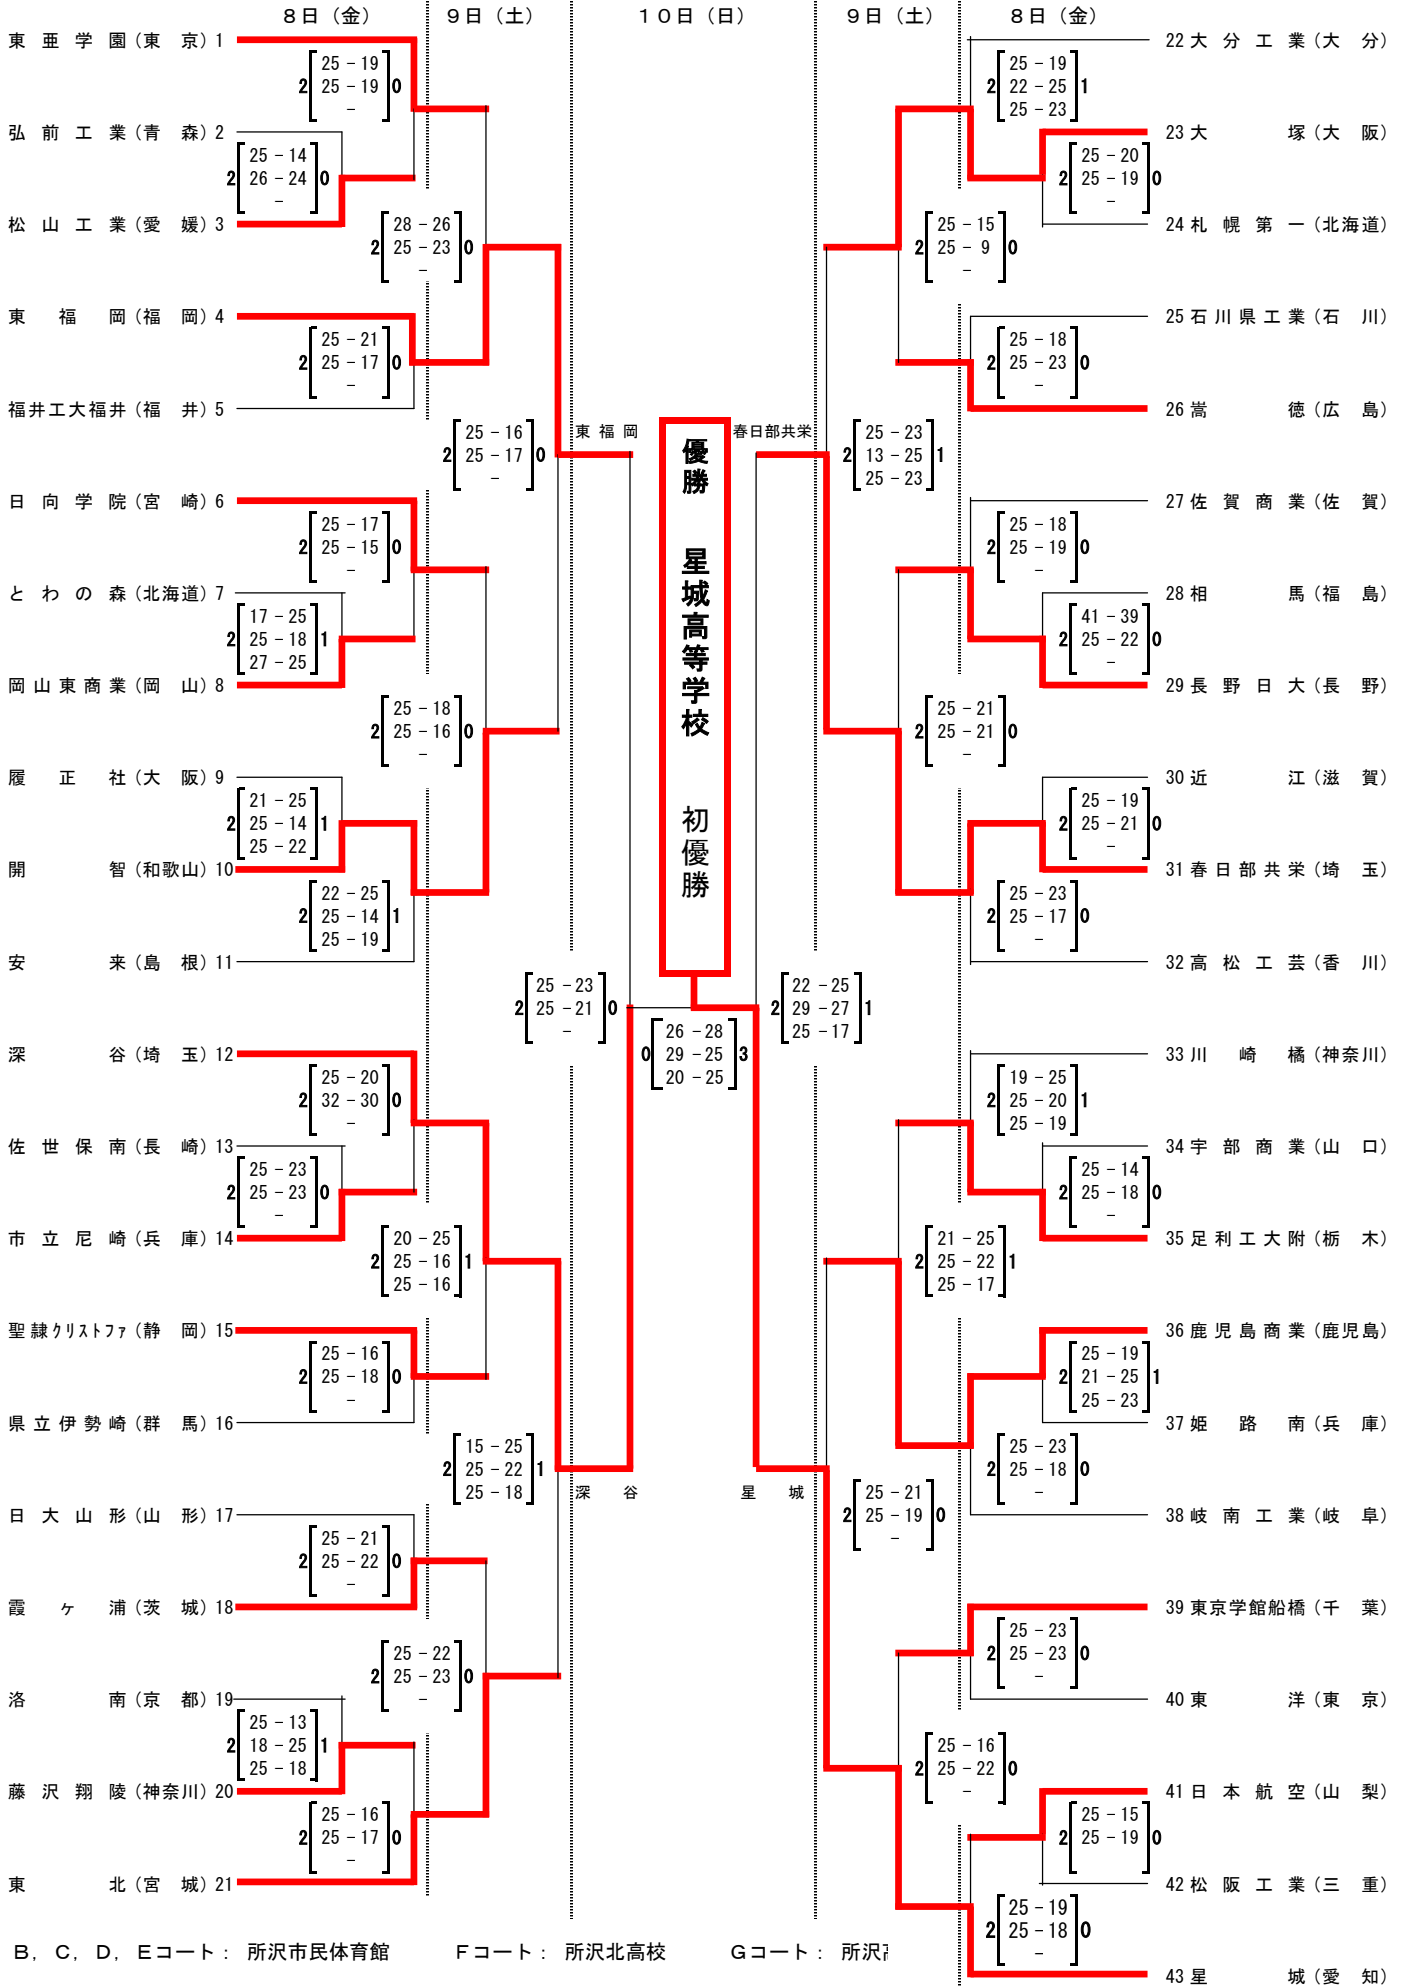 8日（金）	9日（土）	10日（日）	9日（土）	8日（金）
東亜学園（東京）1
2 25－19 25－19 － 0
弘前工業（青森）2
2 25－14 26－24 － 0
松山工業（愛媛）3
2 28－26 25－23 － 0
東福岡（福岡）4
2 25－21 25－17 － 0
福井工大福井（福井）5
2 25－16 25－17 － 0
東福岡
日向学院（宮崎）6
2 25－17 25－15 － 0
とわの森（北海道）7
2 17－25 25－18 27－25 1
岡山東商業（岡山）8
2 25－18 25－16 － 0
履正社（大阪）9
2 21－25 25－14 25－22 1
開智（和歌山）10
2 22－25 25－14 25－19 1
安来（島根）11
2 25－23 25－21 － 0
深谷（埼玉）12
2 25－20 32－30 － 0
佐世保南（長崎）13
2 25－23 25－23 － 0
市立尼崎（兵庫）14
2 20－25 25－16 25－16 1
聖隷クリストファ（静岡）15
2 25－16 25－18 － 0
県立伊勢崎（群馬）16
2 15－25 25－22 25－18 1
深谷
日大山形（山形）17
2 25－21 25－22 － 0
霞ヶ浦（茨城）18
2 25－22 25－23 － 0
洛南（京都）19
2 25－13 18－25 25－18 1
藤沢翔陵（神奈川）20
2 25－16 25－17 － 0
東北（宮城）21
優勝　星城高等学校　初優勝
0 26－28 29－25 20－25 3
22 大分工業（大分）
2 25－19 22－25 25－23 1
23 大塚（大阪）
2 25－20 25－19 － 0
24 札幌第一（北海道）
2 25－15 25－9 － 0
25 石川県工業（石川）
2 25－18 25－23 － 0
26 嵩徳（広島）
春日部共栄
2 25－23 13－25 25－23 1
27 佐賀商業（佐賀）
2 25－18 25－19 － 0
28 相馬（福島）
2 41－39 25－22 － 0
29 長野日大（長野）
2 25－21 25－21 － 0
30 近江（滋賀）
2 25－19 25－21 － 0
31 春日部共栄（埼玉）
2 25－23 25－17 － 0
32 高松工芸（香川）
2 22－25 29－27 25－17 1
33 川崎橘（神奈川）
2 19－25 25－20 25－19 1
34 宇部商業（山口）
2 25－14 25－18 － 0
35 足利工大附（栃木）
2 21－25 25－22 25－17 1
36 鹿児島商業（鹿児島）
2 25－19 21－25 25－23 1
37 姫路南（兵庫）
2 25－23 25－18 － 0
星城
2 25－21 25－19 － 0
38 岐南工業（岐阜）
39 東京学館船橋（千葉）
2 25－23 25－23 － 0
40 東洋（東京）
2 25－16 25－22 － 0
41 日本航空（山梨）
2 25－15 25－19 0
42 松阪工業（三重）
2 25－19 25－18 － 0
43 星城（愛知）
B，C，D，Eコート：　所沢市民体育館　Fコート：　所沢北高校　Gコート：　所沢